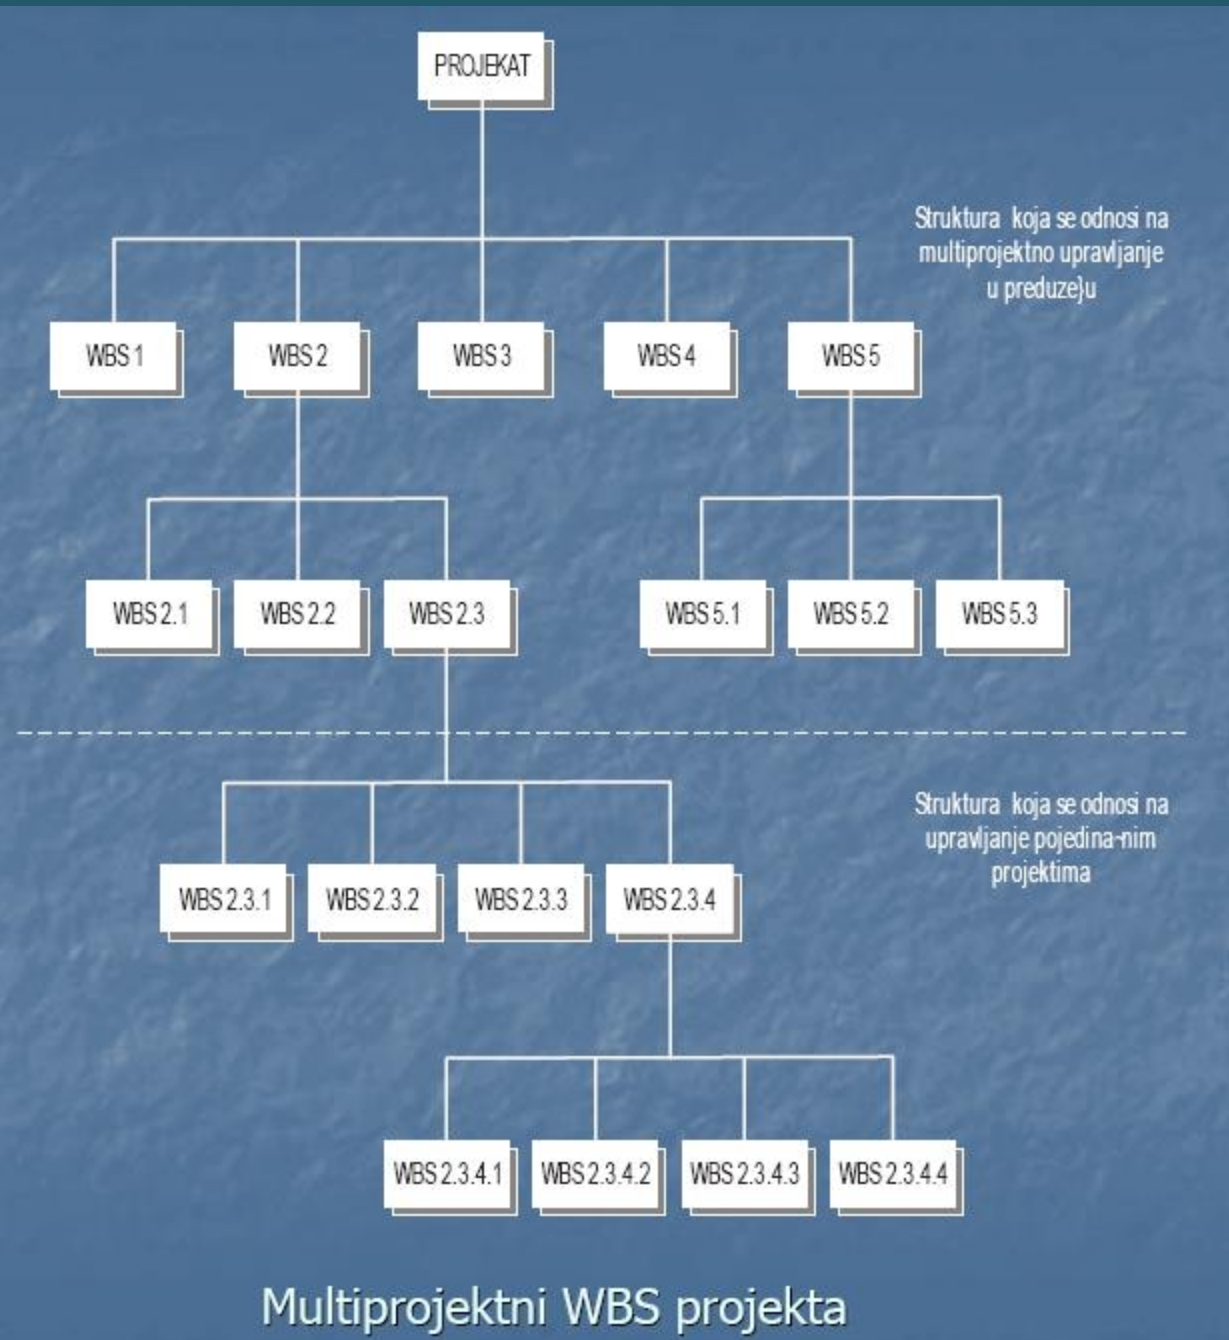 PROJEKAT
Struktura koja se odnosi na
multiprojektno upravljanje
u preduze}u
WBS 1
WBS 2
WBS 3
WBS 4
WBS 5
WBS 2.1
WBS 2.2
WBS 2.3
WBS 5.1
WBS 5.2
WBS 5.3
Struktura koja se odnosi na
upravljanje pojedina~nim
projektima
WBS 2.3.1
WBS 2.3.2
WBS 2.3.3
WBS 2.3.4
WBS 2.3.4.1
WBS 2.3.4.2
WBS 2.3.4.3
WBS 2.3.4.4
Multiprojektni WBS projekta